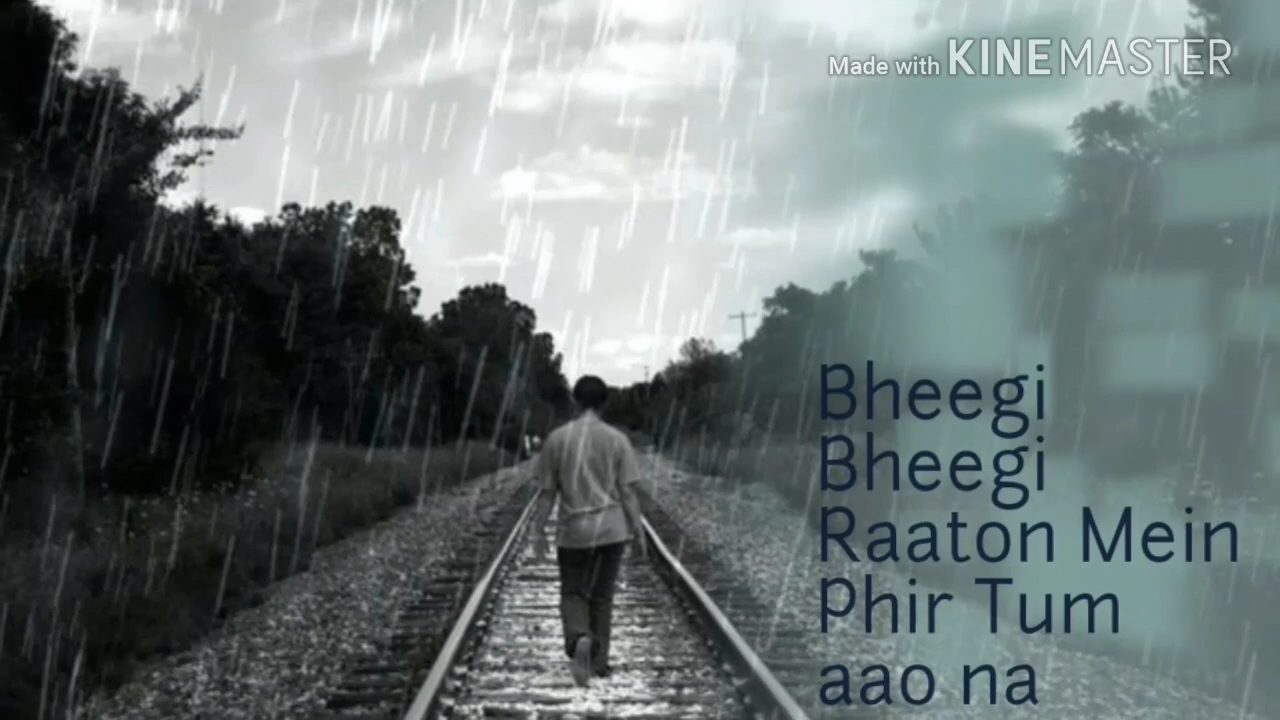 Made with KINEMASTER
Bheegi
Bheegi
Raaton Mein
Phir Tum
aao na